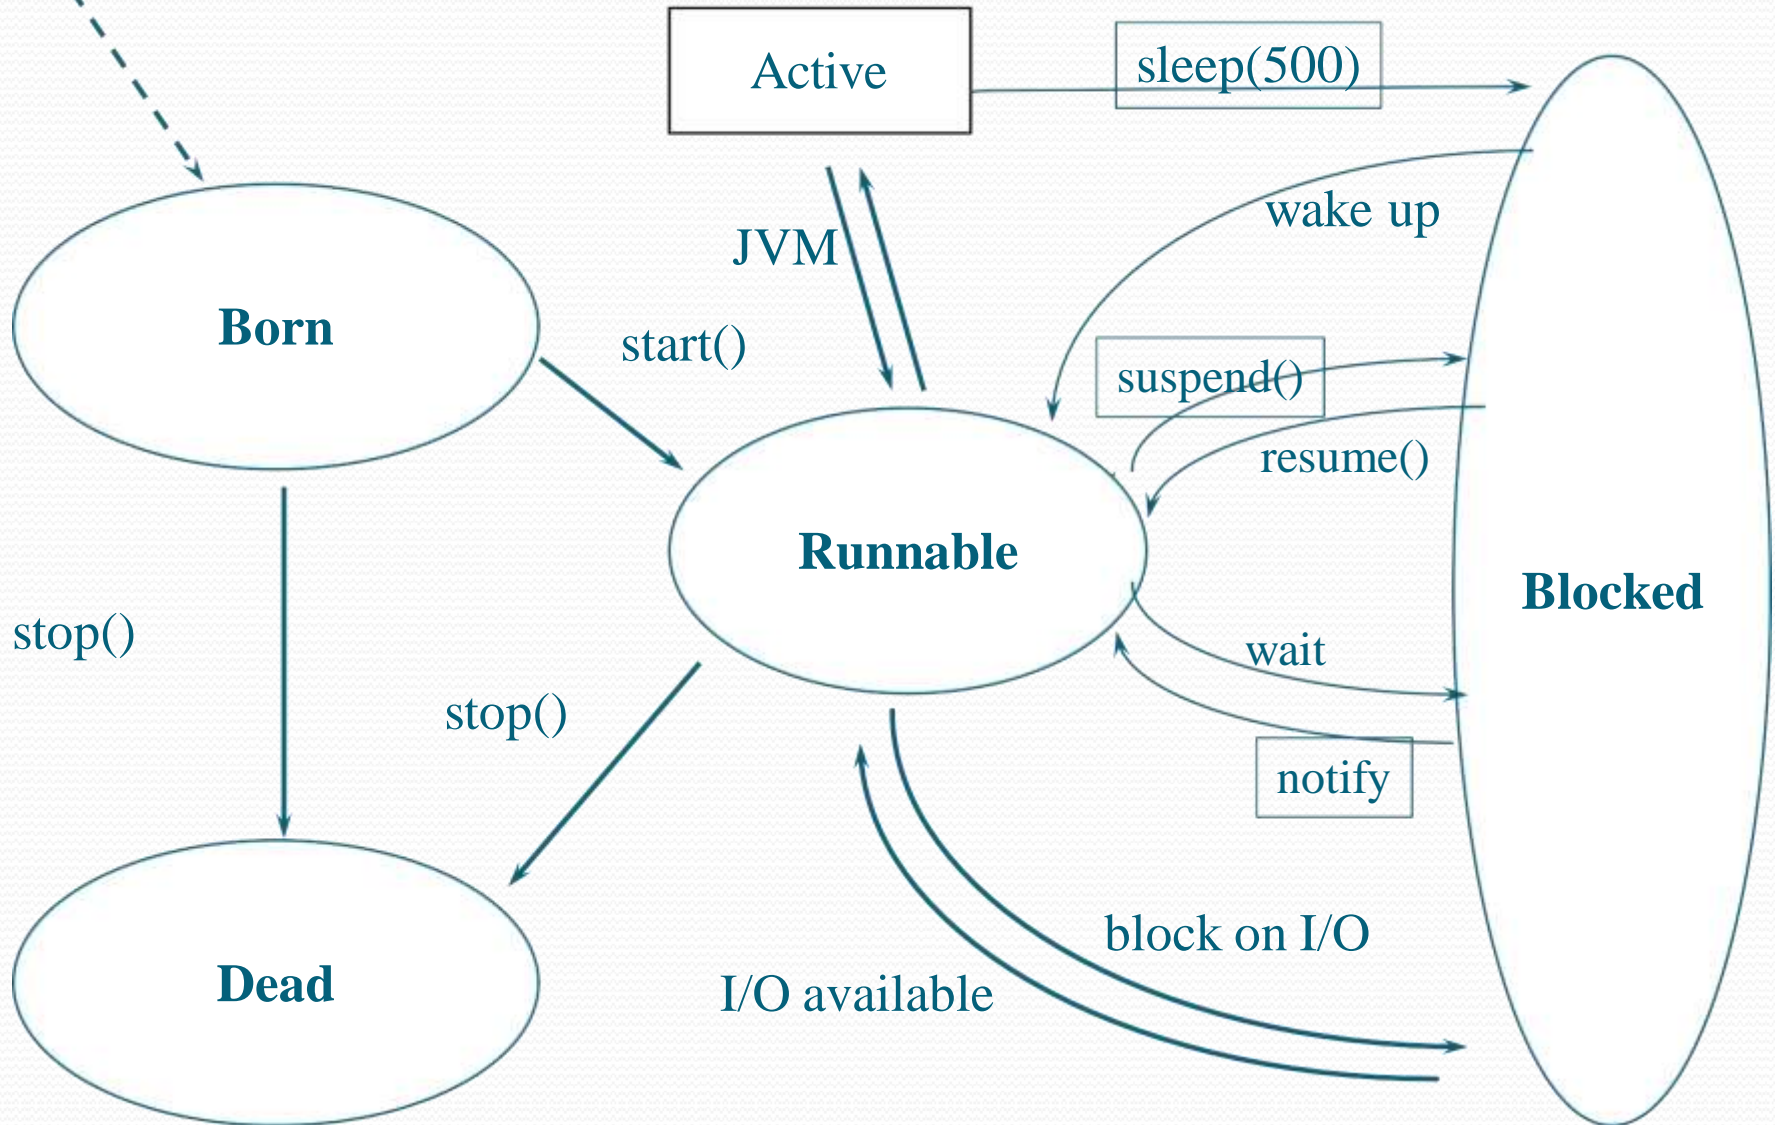 Active
sleep(500)
wake up
JVM
Born
start()
suspend()
resume()
Runnable
Blocked
stop()
wait
stop()
notify
block on I/O
Dead
I/O available